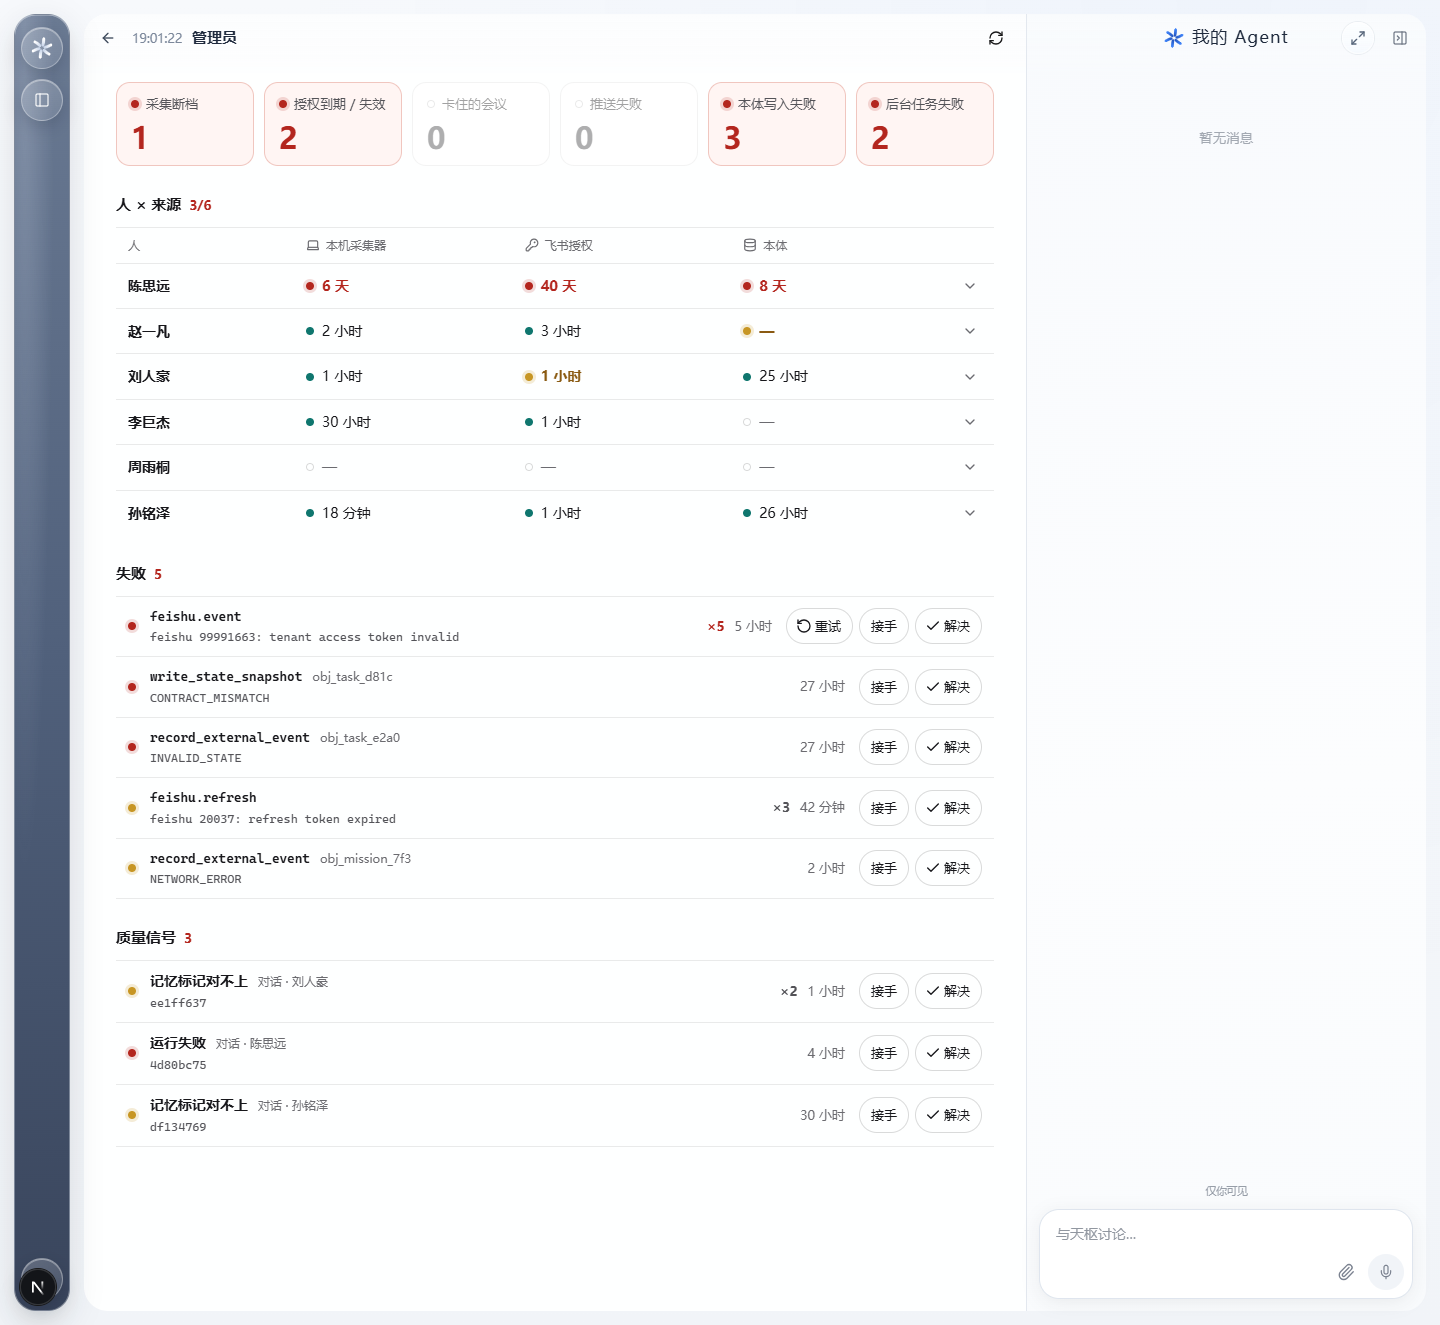 19:01:22 管理员
我的 Agent
采集断档
1
授权到期 / 失效
2
卡住的会议
0
推送失败
0
本体写入失败
3
后台任务失败
2
暂无消息
人 × 来源 3/6
人 本机采集器 飞书授权 本体
陈思远 6 天 40 天 8 天
赵一凡 2 小时 3 小时 —
刘人豪 1 小时 1 小时 25 小时
李巨杰 30 小时 1 小时 —
周雨桐 — — —
孙铭泽 18 分钟 1 小时 26 小时
失败 5
feishu.event
feishu 99991663: tenant access token invalid
×5 5 小时 重试 接手 解决
write_state_snapshot obj_task_d81c
CONTRACT_MISMATCH
27 小时 接手 解决
record_external_event obj_task_e2a0
INVALID_STATE
27 小时 接手 解决
feishu.refresh
feishu 20037: refresh token expired
×3 42 分钟 接手 解决
record_external_event obj_mission_7f3
NETWORK_ERROR
2 小时 接手 解决
质量信号 3
记忆标记对不上 对话 · 刘人豪
ee1ff637
×2 1 小时 接手 解决
运行失败 对话 · 陈思远
4d80bc75
4 小时 接手 解决
记忆标记对不上 对话 · 孙铭泽
df134769
30 小时 接手 解决
仅你可见
与天枢讨论...
N